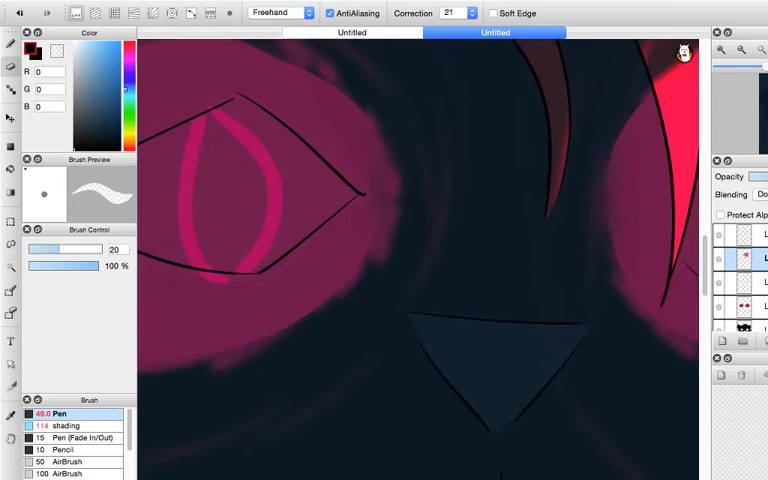 Freehand AntiAliasing Correction 21 Soft Edge
Untitled Untitled
Color
R 0
G 0
B 0
Brush Preview
Brush Control
20
100 %
Brush
49.0 Pen
114 shading
15 Pen (Fade In/Out)
10 Pencil
50 AirBrush
100 AirBrush
Opacity
Blending Do
Protect Alp
L
L
L
L
L